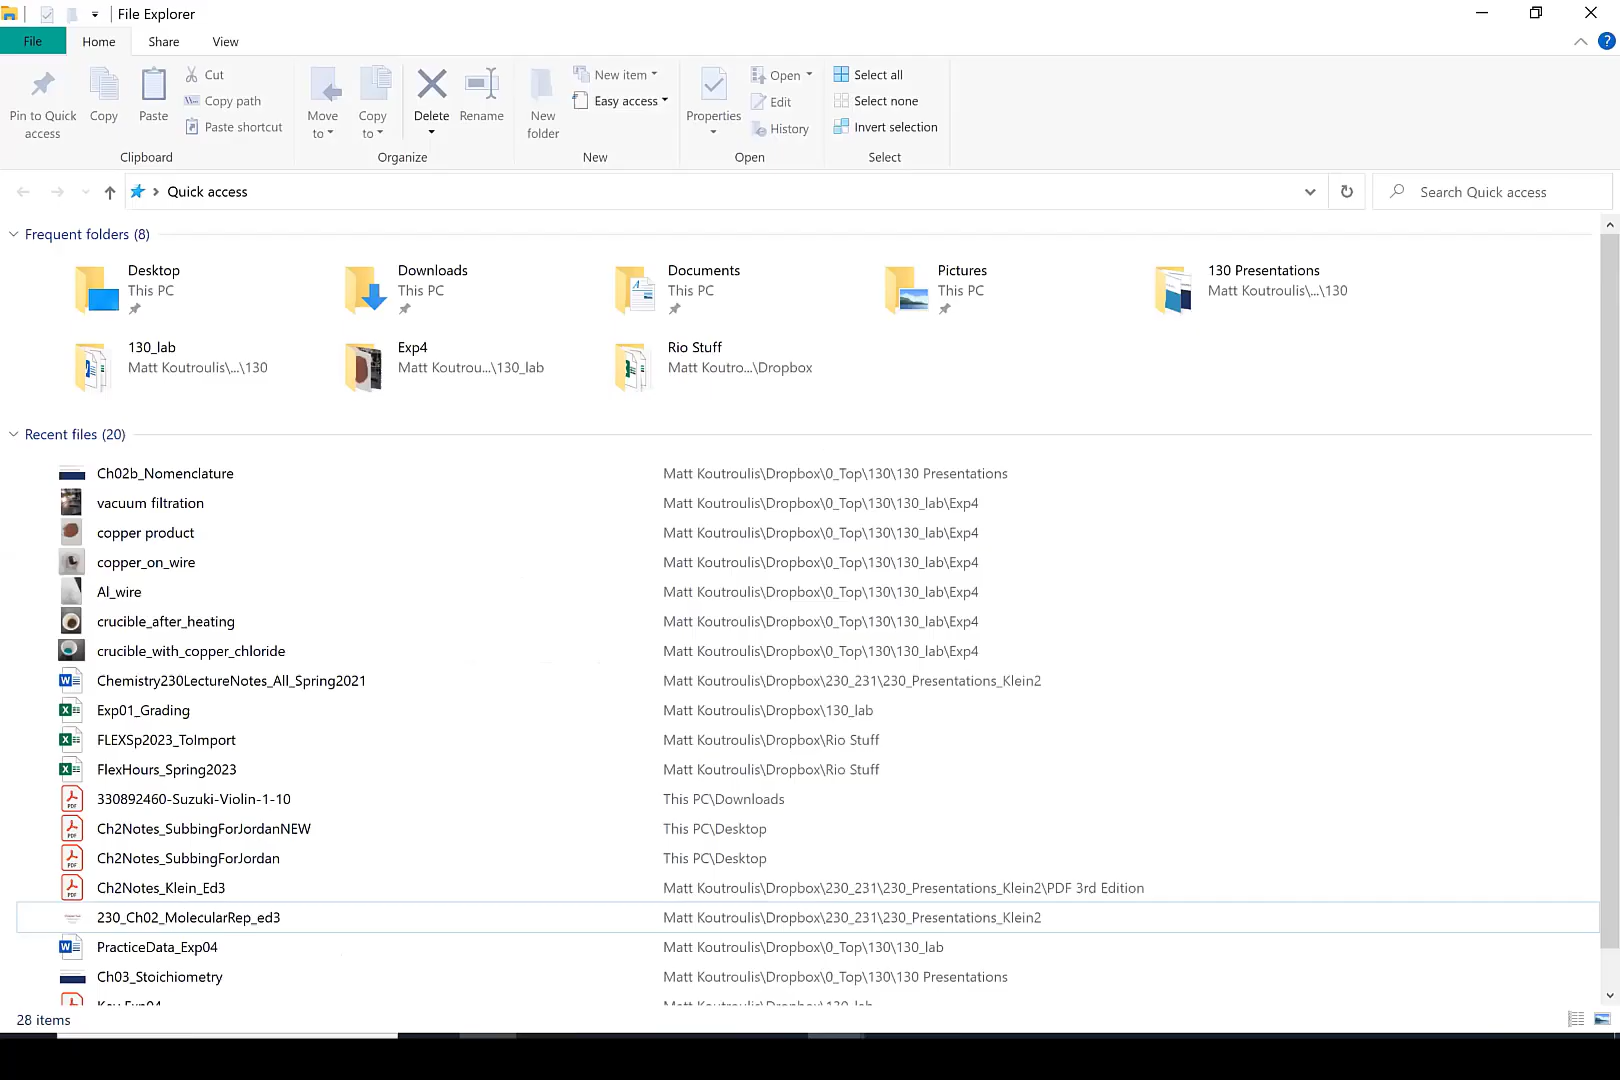 File Explorer
File Home Share View
Pin to Quick access
Copy
Paste
Cut
Copy path
Paste shortcut
Clipboard
Move to
Copy to
Delete
Rename
Organize
New folder
New item
Easy access
New
Properties
Open
Edit
History
Open
Select all
Select none
Invert selection
Select
Quick access
Search Quick access
Frequent folders (8)
Desktop
This PC
Downloads
This PC
Documents
This PC
Pictures
This PC
130 Presentations
Matt Koutroulis\...\130
130_lab
Matt Koutroulis\...\130
Exp4
Matt Koutrou...\130_lab
Rio Stuff
Matt Koutro...\Dropbox
Recent files (20)
Ch02b_Nomenclature Matt Koutroulis\Dropbox\0_Top\130\130 Presentations
vacuum filtration Matt Koutroulis\Dropbox\0_Top\130\130_lab\Exp4
copper product Matt Koutroulis\Dropbox\0_Top\130\130_lab\Exp4
copper_on_wire Matt Koutroulis\Dropbox\0_Top\130\130_lab\Exp4
Al_wire Matt Koutroulis\Dropbox\0_Top\130\130_lab\Exp4
crucible_after_heating Matt Koutroulis\Dropbox\0_Top\130\130_lab\Exp4
crucible_with_copper_chloride Matt Koutroulis\Dropbox\0_Top\130\130_lab\Exp4
Chemistry230LectureNotes_All_Spring2021 Matt Koutroulis\Dropbox\230_231\230_Presentations_Klein2
Exp01_Grading Matt Koutroulis\Dropbox\130_lab
FLEXSp2023_ToImport Matt Koutroulis\Dropbox\Rio Stuff
FlexHours_Spring2023 Matt Koutroulis\Dropbox\Rio Stuff
330892460-Suzuki-Violin-1-10 This PC\Downloads
Ch2Notes_SubbingForJordanNEW This PC\Desktop
Ch2Notes_SubbingForJordan This PC\Desktop
Ch2Notes_Klein_Ed3 Matt Koutroulis\Dropbox\230_231\230_Presentations_Klein2\PDF 3rd Edition
230_Ch02_MolecularRep_ed3 Matt Koutroulis\Dropbox\230_231\230_Presentations_Klein2
PracticeData_Exp04 Matt Koutroulis\Dropbox\0_Top\130\130_lab
Ch03_Stoichiometry Matt Koutroulis\Dropbox\0_Top\130\130 Presentations
28 items